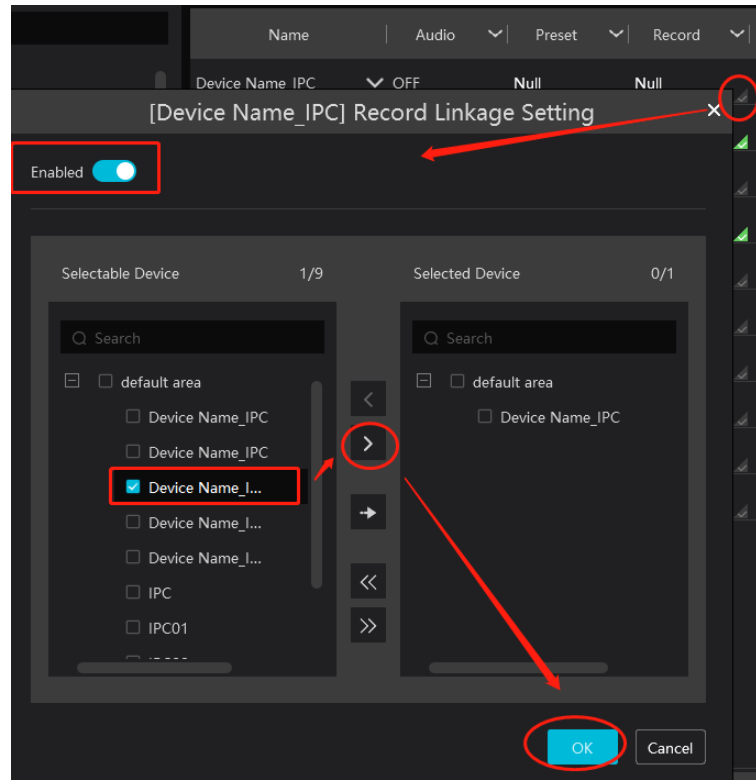 Name Audio Preset Record
Device Name_IPC OFF Null Null
[Device Name_IPC] Record Linkage Setting
Enabled
Selectable Device 1/9
Selected Device 0/1
Search
Search
default area
default area
Device Name_IPC
Device Name_IPC
Device Name_IPC
Device Name_I...
Device Name_I...
Device Name_I...
IPC
IPC01
OK
Cancel